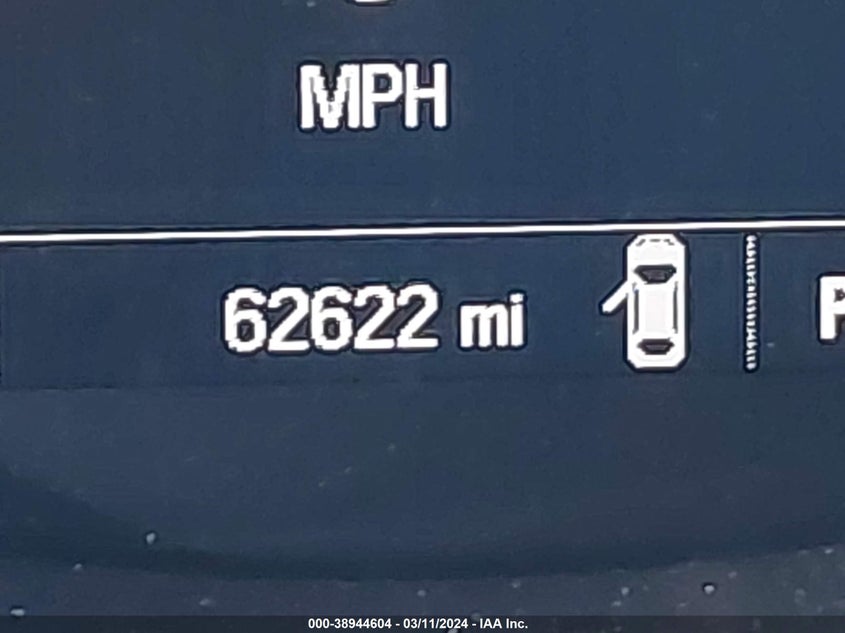 MPH
62622 mi
P
000-38944604 - 03/11/2024 - IAA Inc.